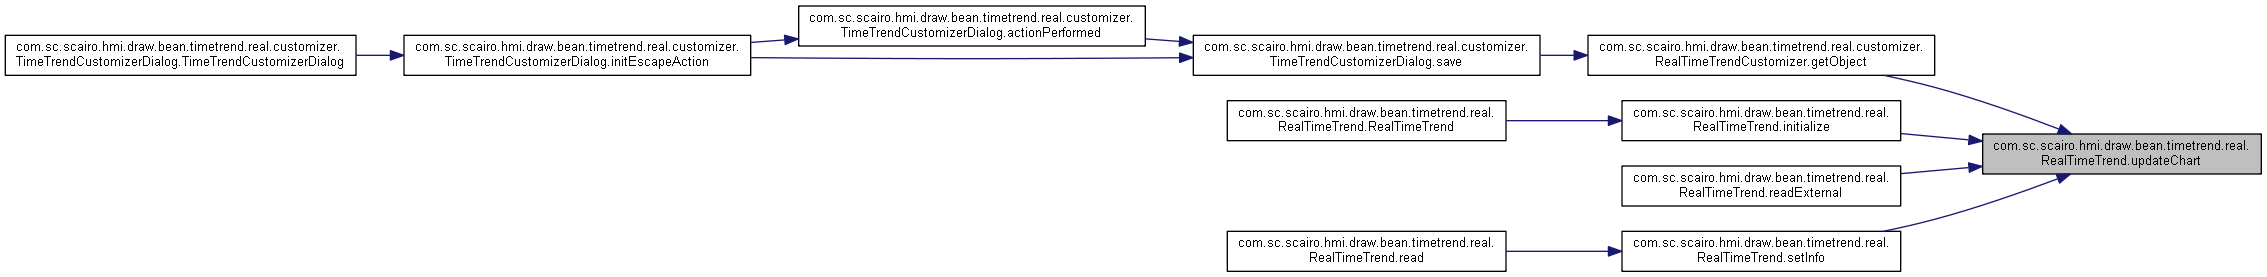 com.sc.scairo.hmi.draw.bean.timetrend.real.customizer.
TimeTrendCustomizerDialog.TimeTrendCustomizerDialog
com.sc.scairo.hmi.draw.bean.timetrend.real.customizer.
TimeTrendCustomizerDialog.initEscapeAction
com.sc.scairo.hmi.draw.bean.timetrend.real.customizer.
TimeTrendCustomizerDialog.actionPerformed
com.sc.scairo.hmi.draw.bean.timetrend.real.customizer.
TimeTrendCustomizerDialog.save
com.sc.scairo.hmi.draw.bean.timetrend.real.customizer.
RealTimeTrendCustomizer.getObject
com.sc.scairo.hmi.draw.bean.timetrend.real.
RealTimeTrend.RealTimeTrend
com.sc.scairo.hmi.draw.bean.timetrend.real.
RealTimeTrend.initialize
com.sc.scairo.hmi.draw.bean.timetrend.real.
RealTimeTrend.updateChart
com.sc.scairo.hmi.draw.bean.timetrend.real.
RealTimeTrend.readExternal
com.sc.scairo.hmi.draw.bean.timetrend.real.
RealTimeTrend.read
com.sc.scairo.hmi.draw.bean.timetrend.real.
RealTimeTrend.setInfo